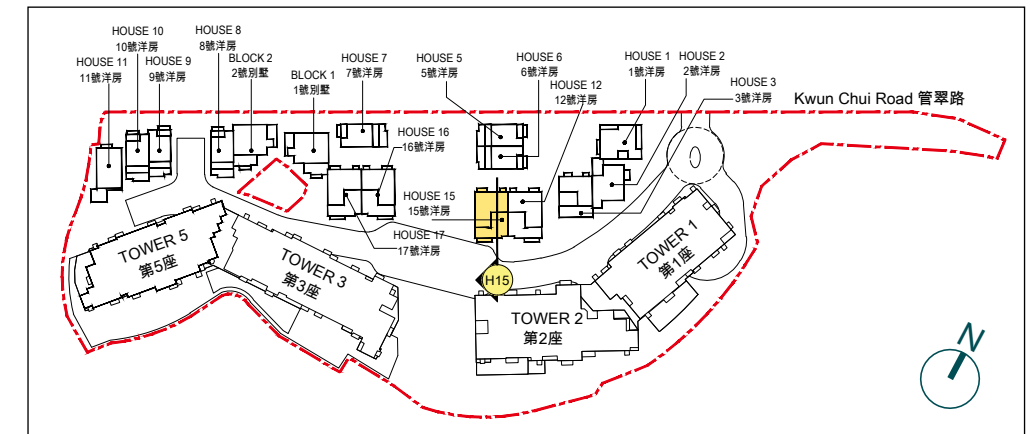 HOUSE 10
10號洋房
HOUSE 11
11號洋房
HOUSE 9
9號洋房
HOUSE 8
8號洋房
BLOCK 2
2號別墅
BLOCK 1
1號別墅
HOUSE 7
7號洋房
HOUSE 16
16號洋房
HOUSE 5
5號洋房
HOUSE 6
6號洋房
HOUSE 12
12號洋房
HOUSE 1
1號洋房
HOUSE 2
2號洋房
HOUSE 3
3號洋房
Kwun Chui Road 管翠路
HOUSE 15
15號洋房
HOUSE 17
17號洋房
TOWER 5
第5座
TOWER 3
第3座
H15
TOWER 2
第2座
TOWER 1
第1座
N